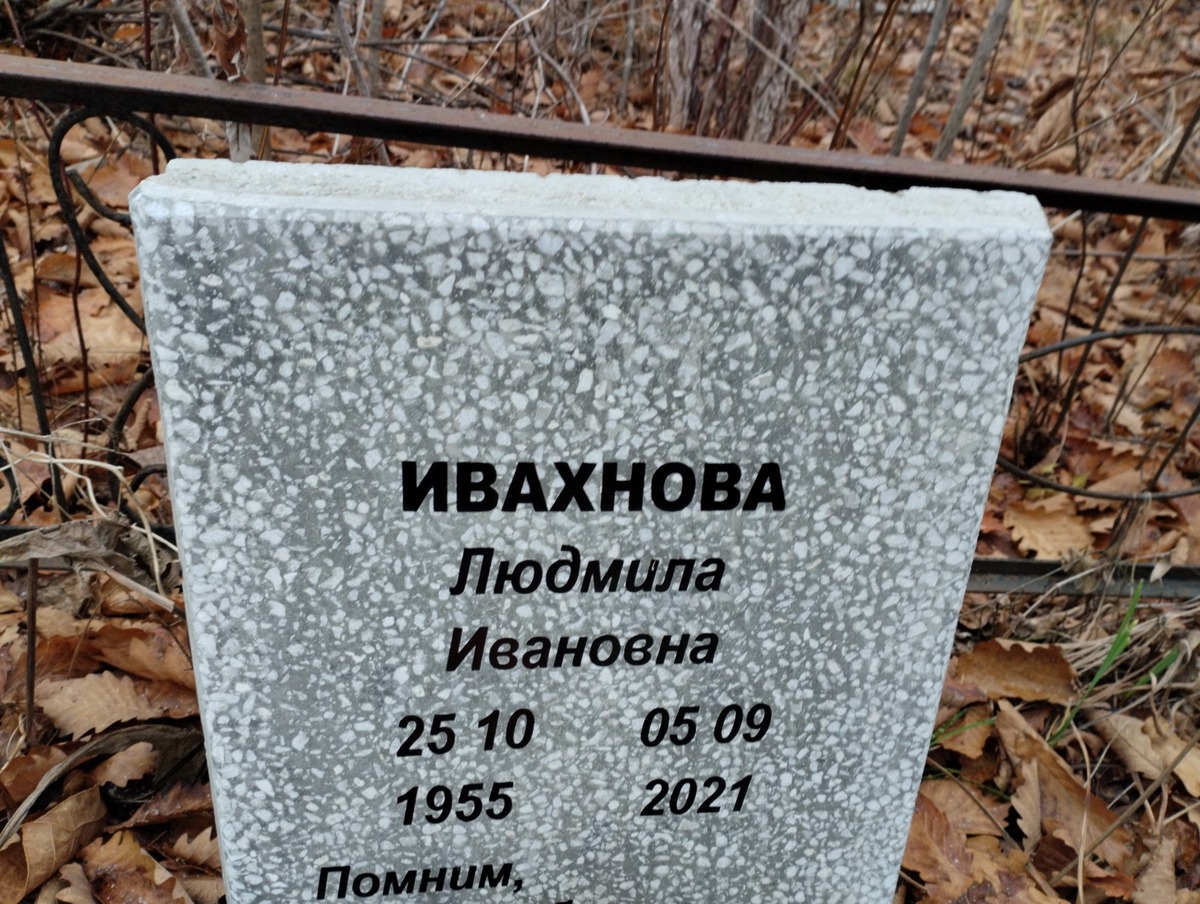 ИВАХНОВА
Людмила
Ивановна
25 10 05 09
1955 2021
Помним,